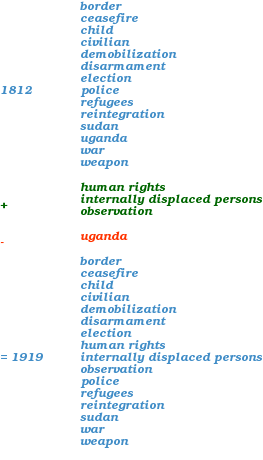 border
ceasefire
child
civilian
demobilization
disarmament
election
1812 police
refugees
reintegration
sudan
uganda
war
weapon
human rights
+ internally displaced persons
observation
- uganda
border
ceasefire
child
civilian
demobilization
disarmament
election
human rights
= 1919 internally displaced persons
observation
police
refugees
reintegration
sudan
war
weapon